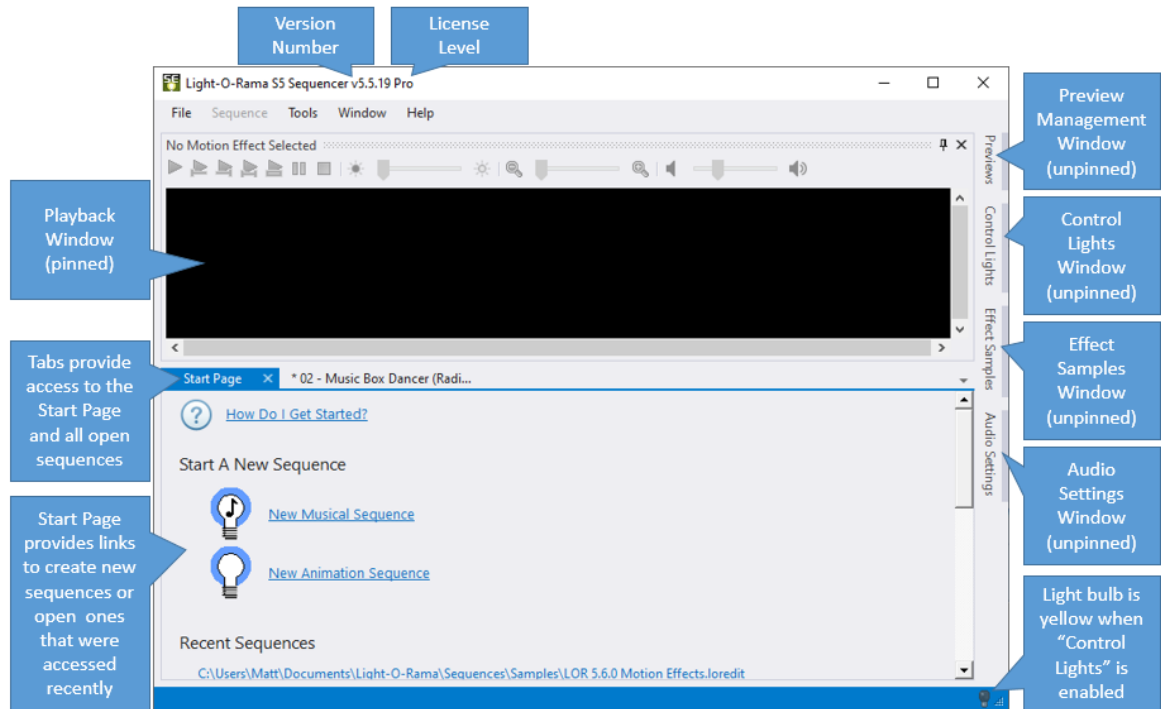 Version
Number
License
Level
Light-O-Rama S5 Sequencer v5.5.19 Pro
File Sequence Tools Window Help
No Motion Effect Selected
Previews
Control Lights
Effect Samples
Audio Settings
Preview
Management
Window
(unpinned)
Playback
Window
(pinned)
Control
Lights
Window
(unpinned)
Effect
Samples
Window
(unpinned)
Tabs provide
access to the
Start Page
and all open
sequences
Start Page * 02 - Music Box Dancer (Radi...
How Do I Get Started?
Start A New Sequence
New Musical Sequence
New Animation Sequence
Recent Sequences
C:\Users\Matt\Documents\Light-O-Rama\Sequences\Samples\LOR 5.6.0 Motion Effects.loredit
Audio
Settings
Window
(unpinned)
Start Page
provides links
to create new
sequences or
open ones
that were
accessed
recently
Light bulb is
yellow when
“Control
Lights” is
enabled